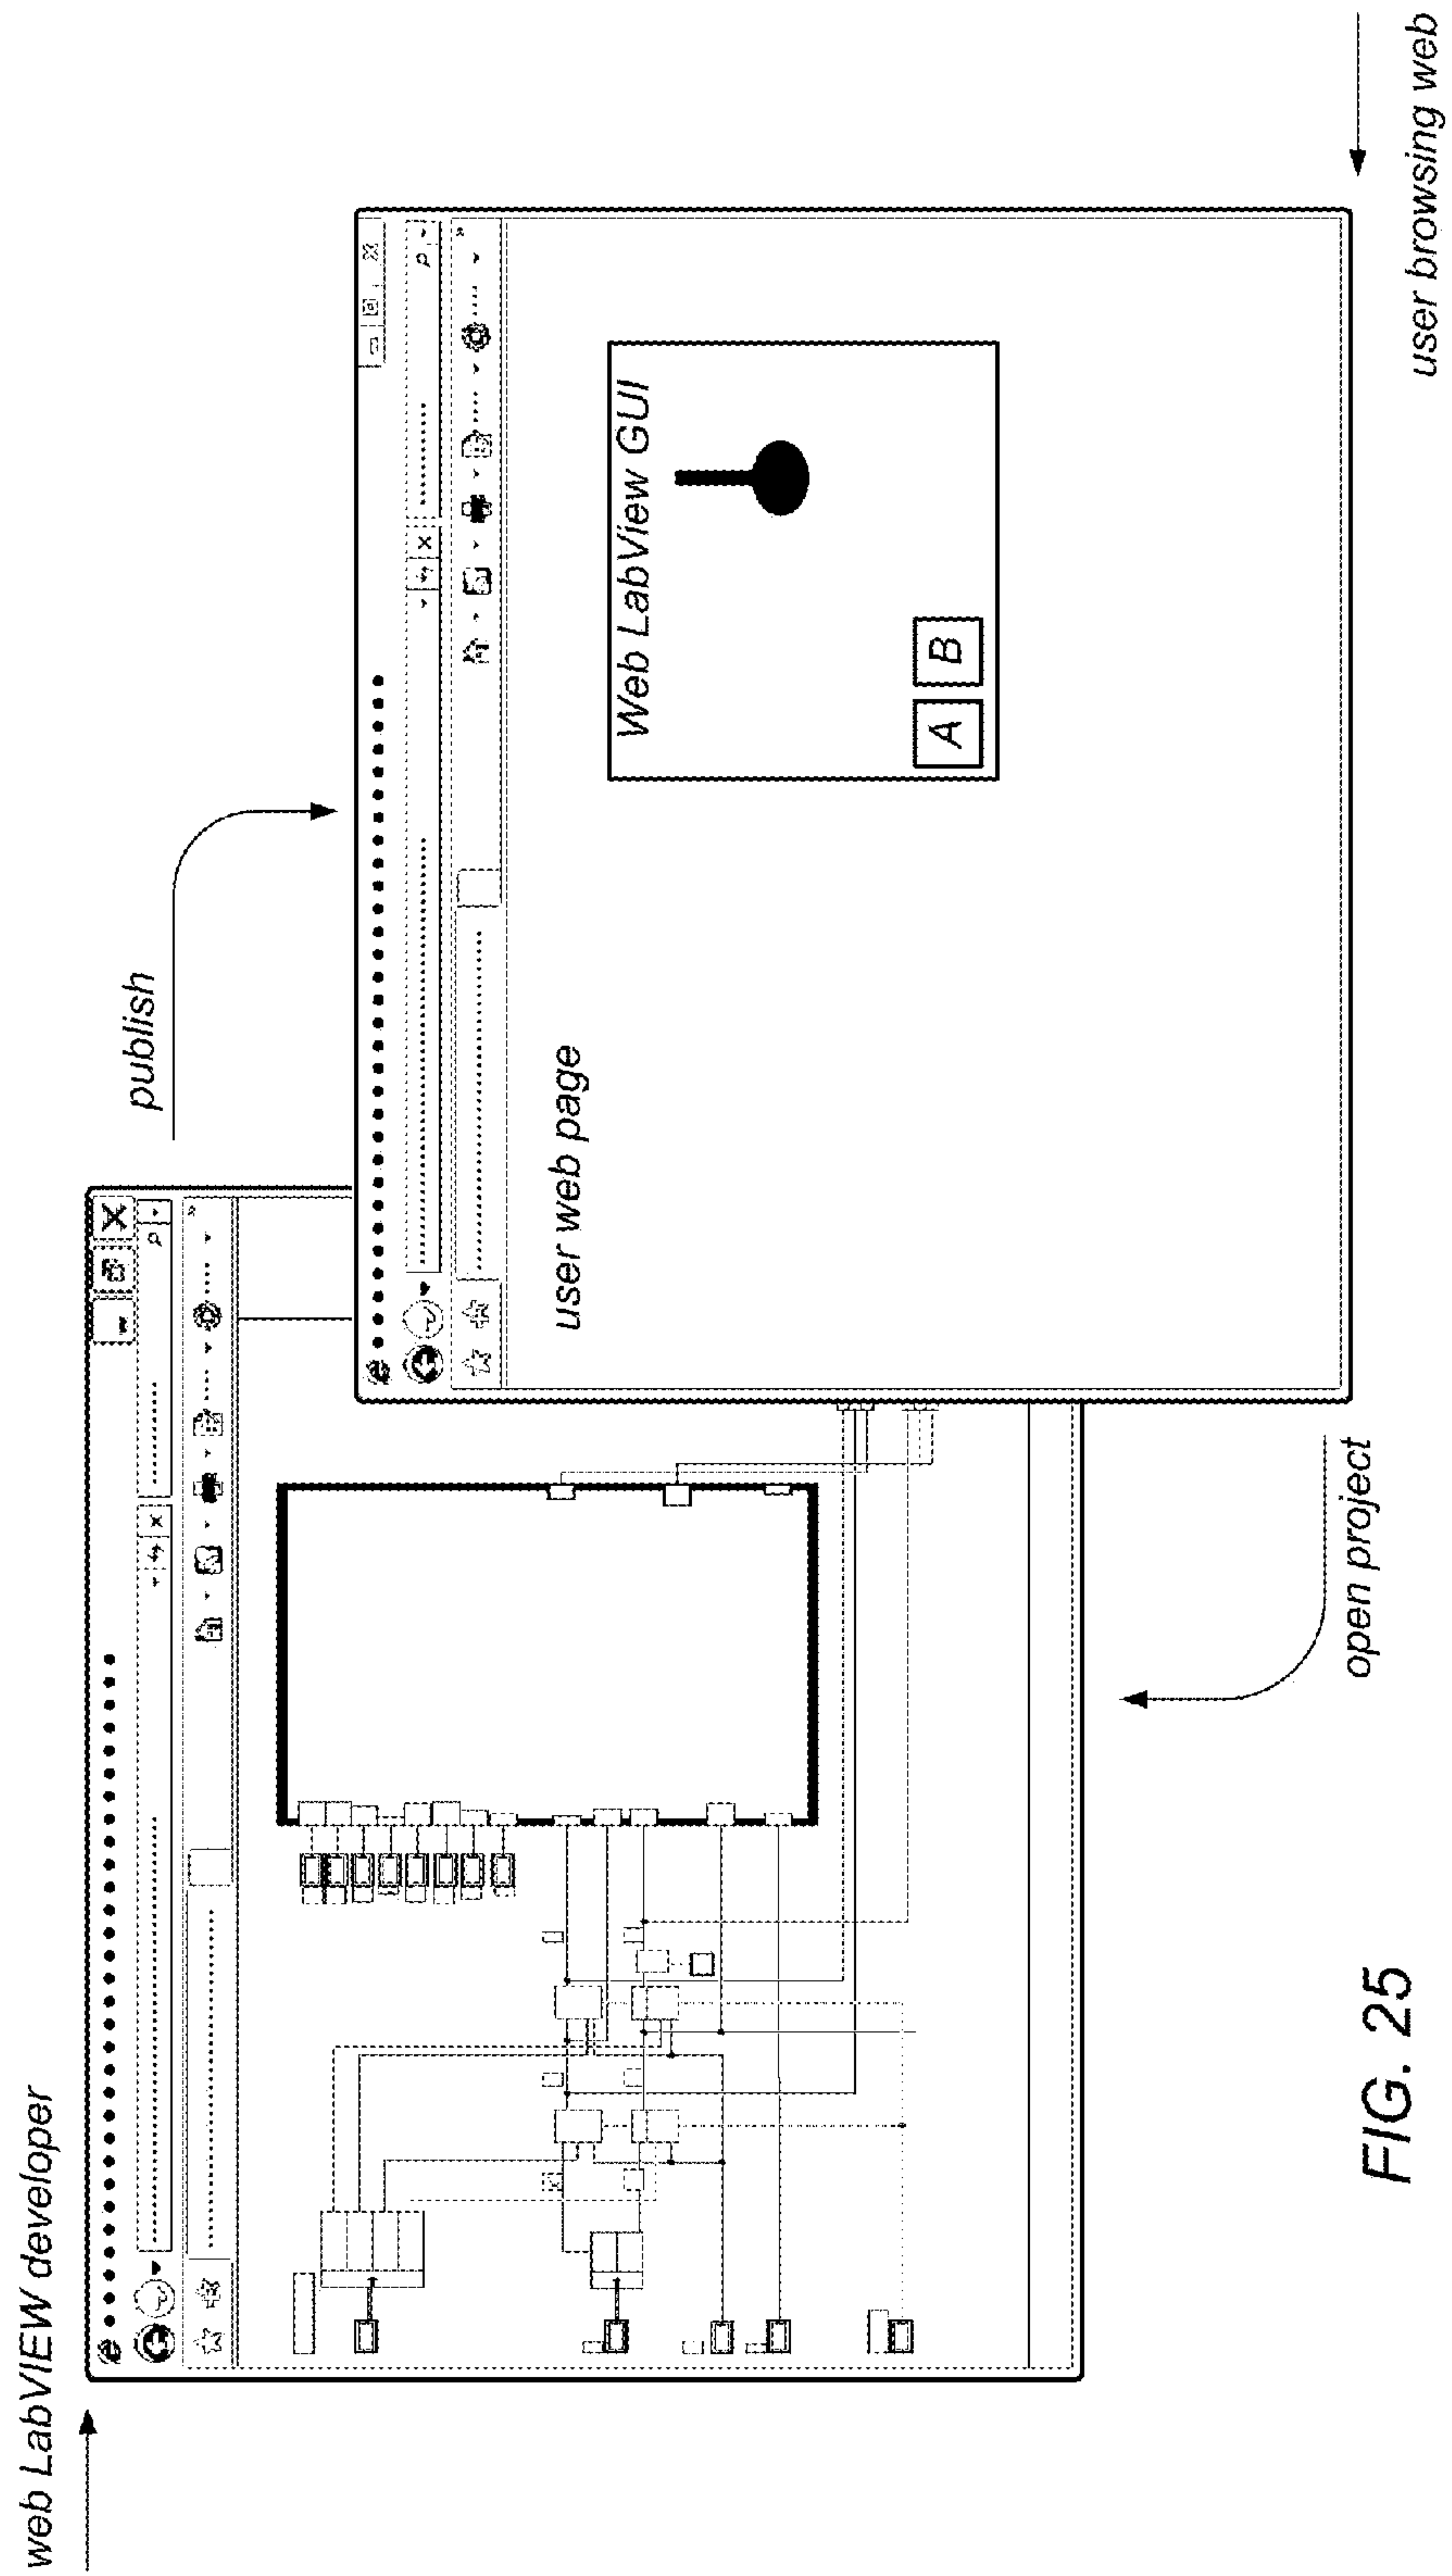 web LabVIEW developer
publish
user web page
Web LabView GUI
A B
open project
user browsing web
FIG. 25